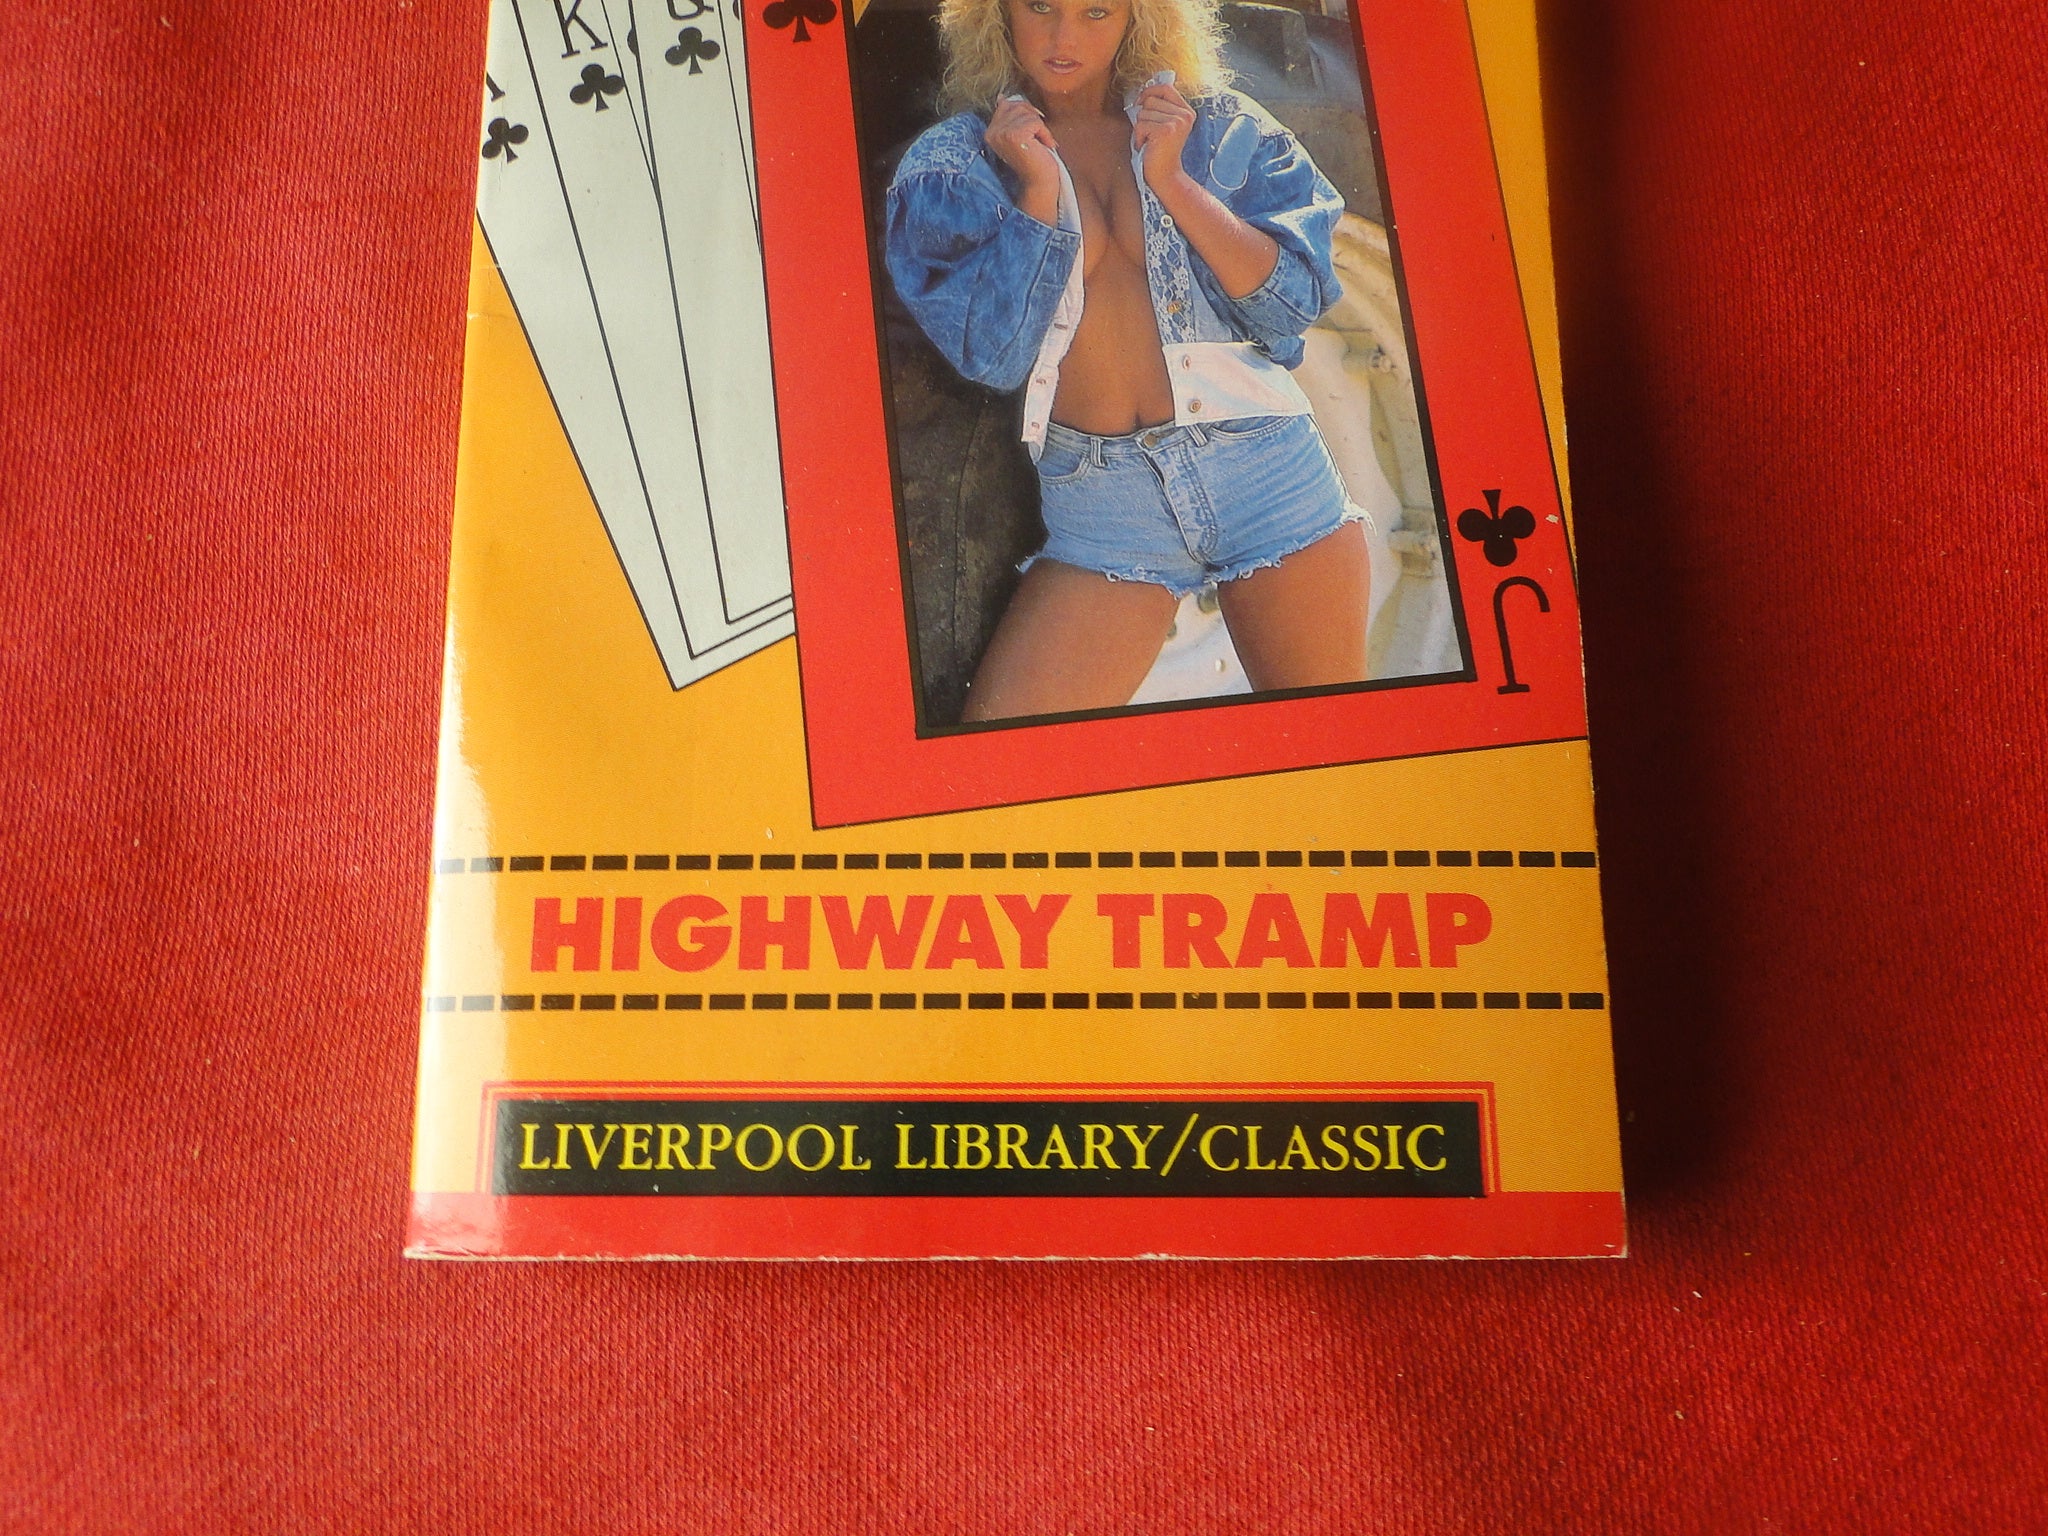 K
J
HIGHWAY TRAMP
LIVERPOOL LIBRARY/CLASSIC